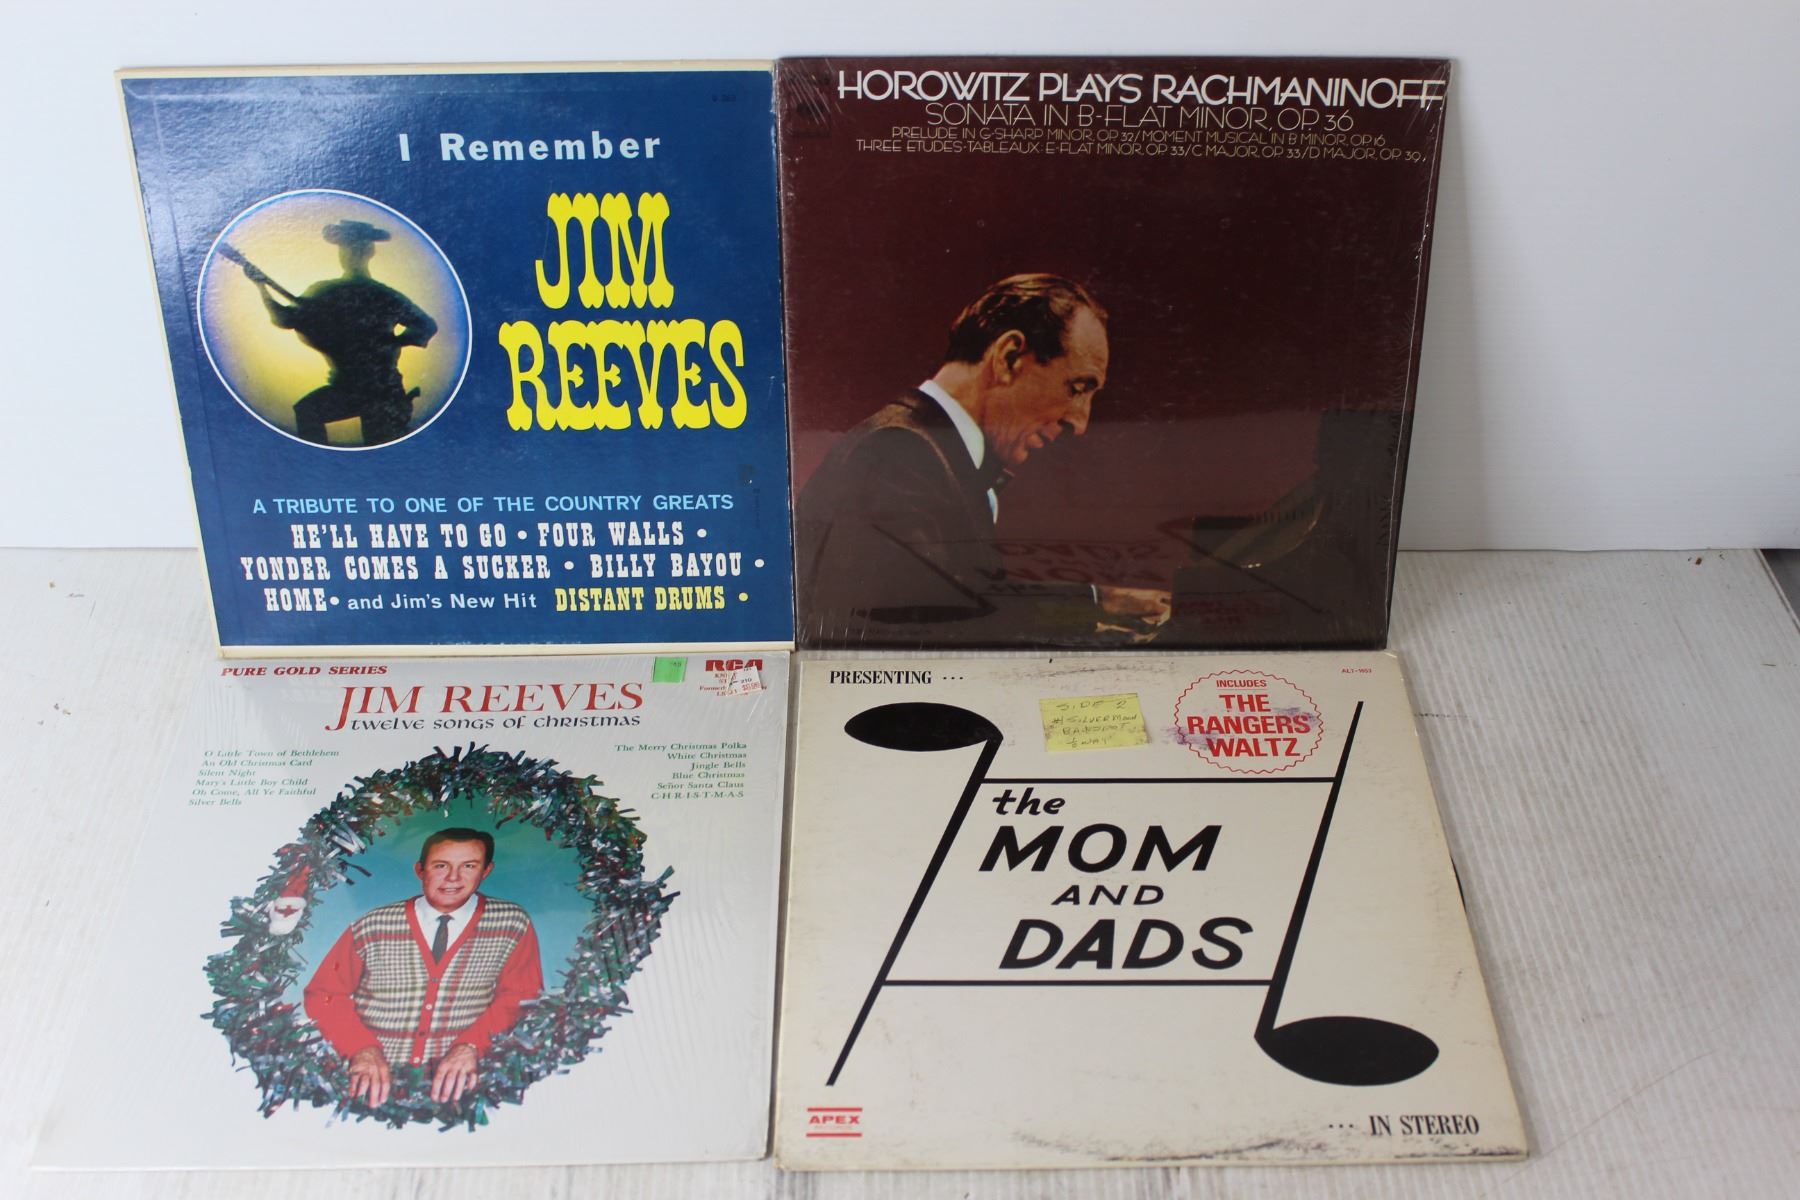 I Remember
JIM
REEVES
A TRIBUTE TO ONE OF THE COUNTRY GREATS
HE'LL HAVE TO GO • FOUR WALLS •
YONDER COMES A SUCKER • BILLY BAYOU •
HOME • and Jim's New Hit DISTANT DRUMS •
HOROWITZ PLAYS RACHMANINOFF
SONATA IN B-FLAT MINOR, OP. 36
PRELUDE IN G-SHARP MINOR, OP. 32/MOMENT MUSICAL IN B MINOR, OP. 16
THREE ETUDES-TABLEAUX: E-FLAT MINOR, OP. 33/C MAJOR, OP. 33/D MAJOR, OP. 39
PURE GOLD SERIES
RCA
JIM REEVES
twelve songs of christmas
O Little Town of Bethlehem
An Old Christmas Card
Silent Night
Mary's Little Boy Child
Oh Come, All Ye Faithful
Silver Bells
The Merry Christmas Polka
White Christmas
Jingle Bells
Blue Christmas
Señor Santa Claus
C-H-R-I-S-T-M-A-S
PRESENTING ...
SIDE 2
SILVER MOON
INCLUDES
THE
RANGERS
WALTZ
ALT-1653
the
MOM
AND
DADS
APEX
... IN STEREO